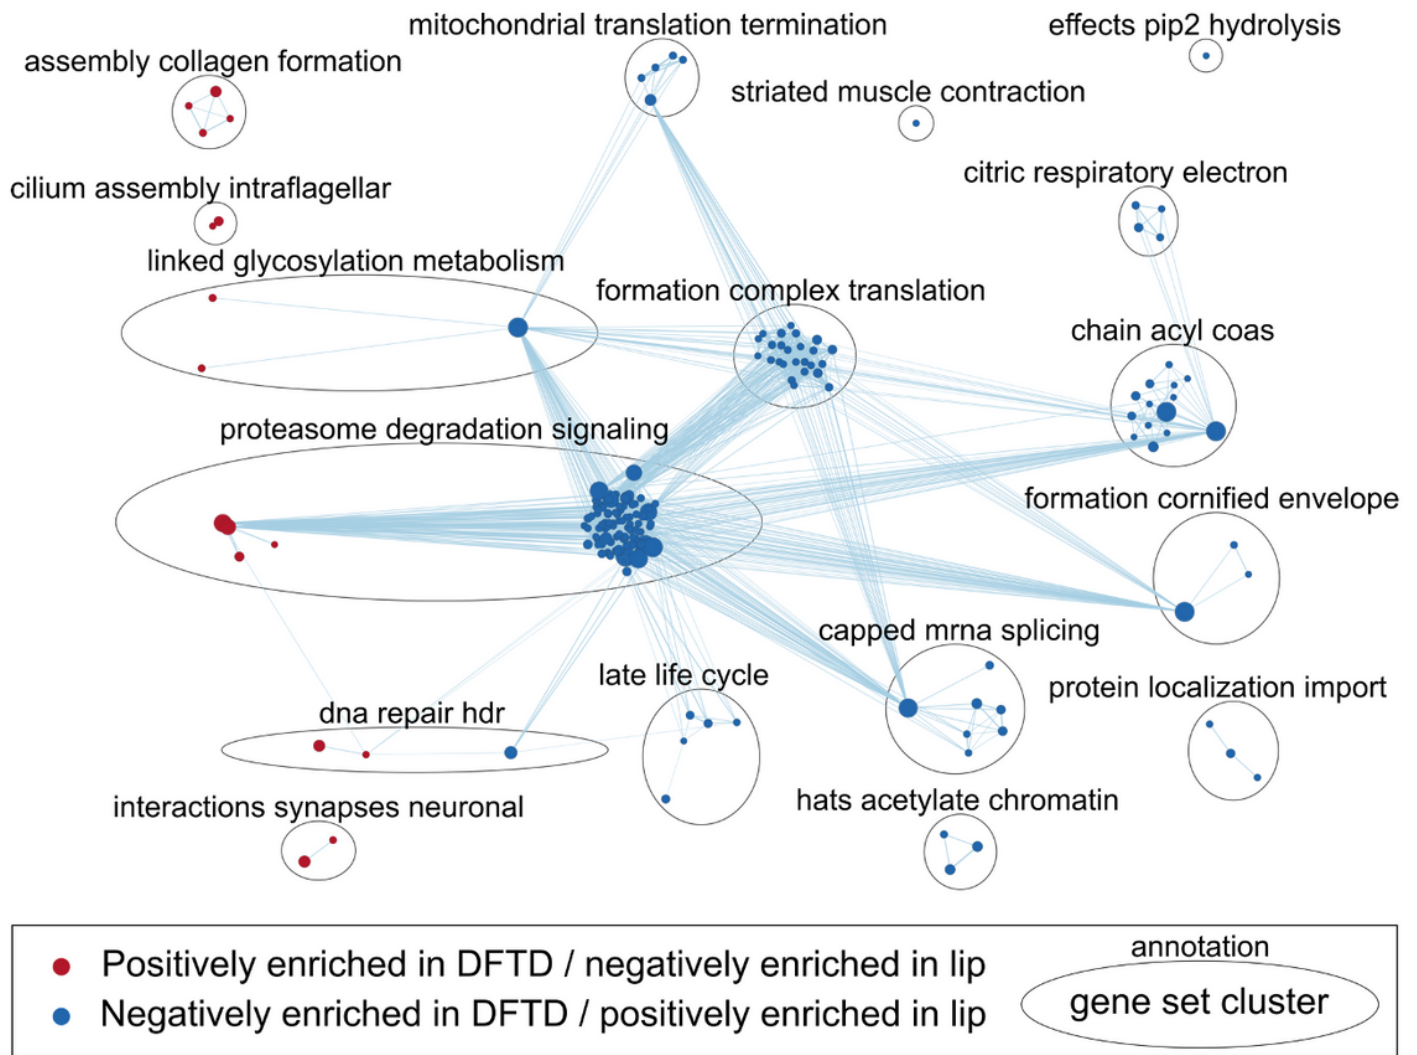 mitochondrial translation termination
effects pip2 hydrolysis
assembly collagen formation
striated muscle contraction
citric respiratory electron
cilium assembly intraflagellar
linked glycosylation metabolism
formation complex translation
chain acyl coas
proteasome degradation signaling
formation cornified envelope
capped mrna splicing
late life cycle
protein localization import
dna repair hdr
interactions synapses neuronal
hats acetylate chromatin
Positively enriched in DFTD / negatively enriched in lip
Negatively enriched in DFTD / positively enriched in lip
annotation
gene set cluster